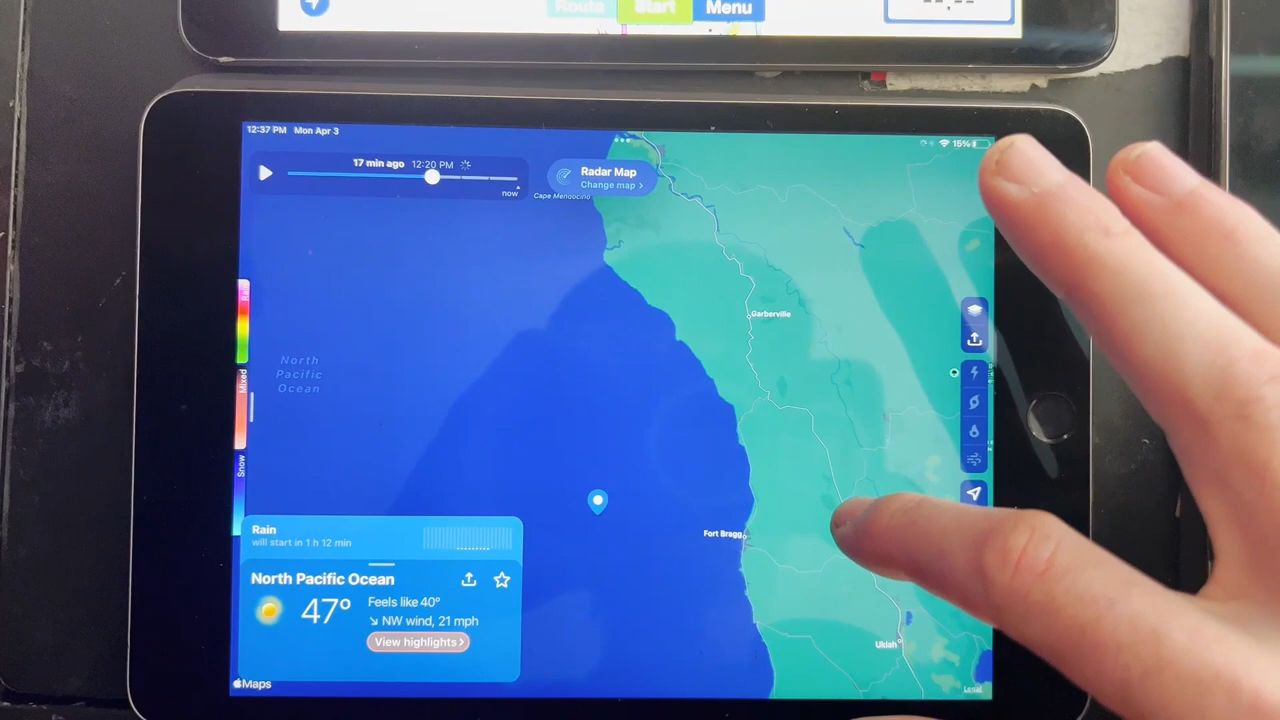 Route
Start
Menu
12:37 PM Mon Apr 3
15%
17 min ago 12:20 PM
now
Radar Map
Change map ›
Cape Mendocino
Garberville
North
Pacific
Ocean
Rain
Mixed
Snow
Rain
will start in 1 h 12 min
Fort Bragg
North Pacific Ocean
47°
Feels like 40°
↘ NW wind, 21 mph
View highlights ›
Ukiah
Maps
Legal